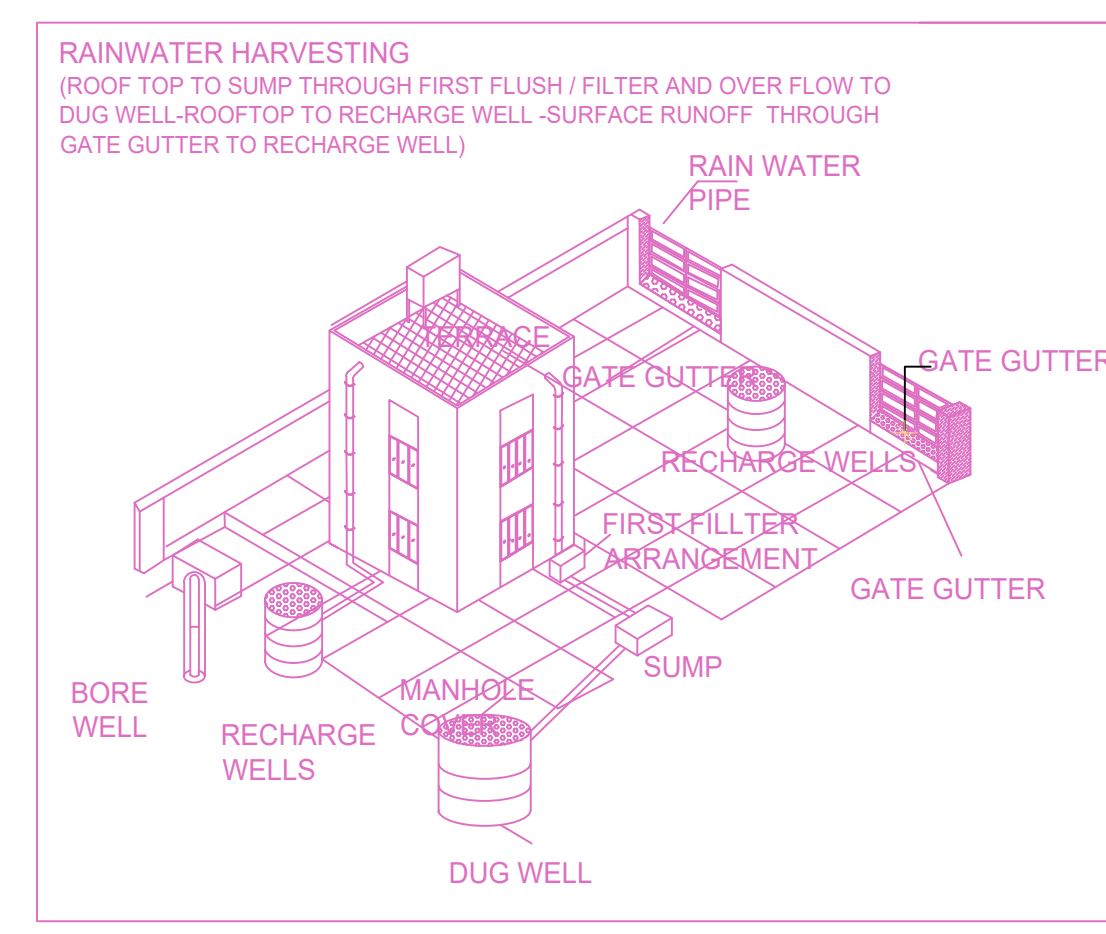 RAINWATER HARVESTING
(ROOF TOP TO SUMP THROUGH FIRST FLUSH / FILTER AND OVER FLOW TO
DUG WELL-ROOFTOP TO RECHARGE WELL -SURFACE RUNOFF THROUGH
GATE GUTTER TO RECHARGE WELL)
RAIN WATER
PIPE
TERRACE
GATE GUTTER
GATE GUTTER
RECHARGE WELLS
FIRST FILLTER
ARRANGEMENT
GATE GUTTER
SUMP
BORE
WELL
MANHOLE
COVER
RECHARGE
WELLS
DUG WELL